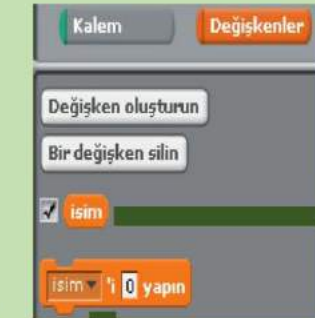 Kalem Değişkenler
Değişken oluşturun
Bir değişken silin
isim
isim 'i 0 yapın